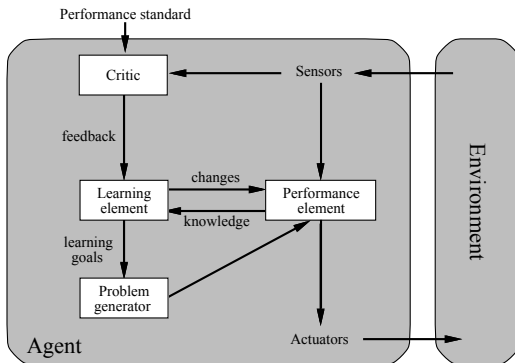 Performance standard
Critic
Sensors
feedback
changes
Learning
element
Performance
element
knowledge
learning
goals
Problem
generator
Agent
Actuators
Environment